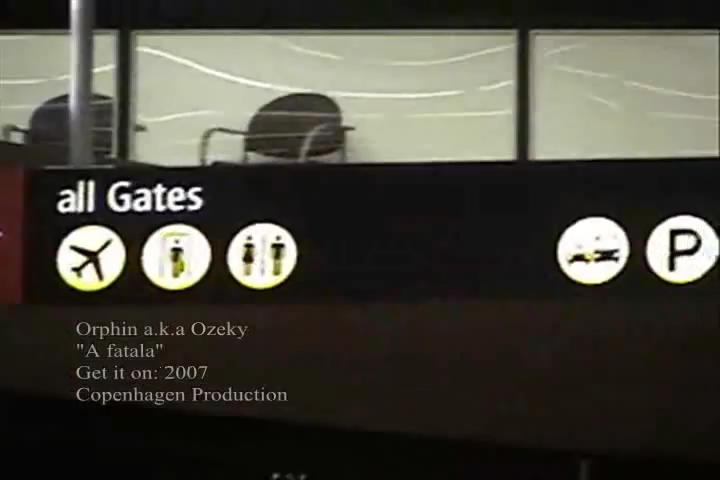 all Gates
P
Orphin a.k.a Ozeky
"A fatala"
Get it on: 2007
Copenhagen Production